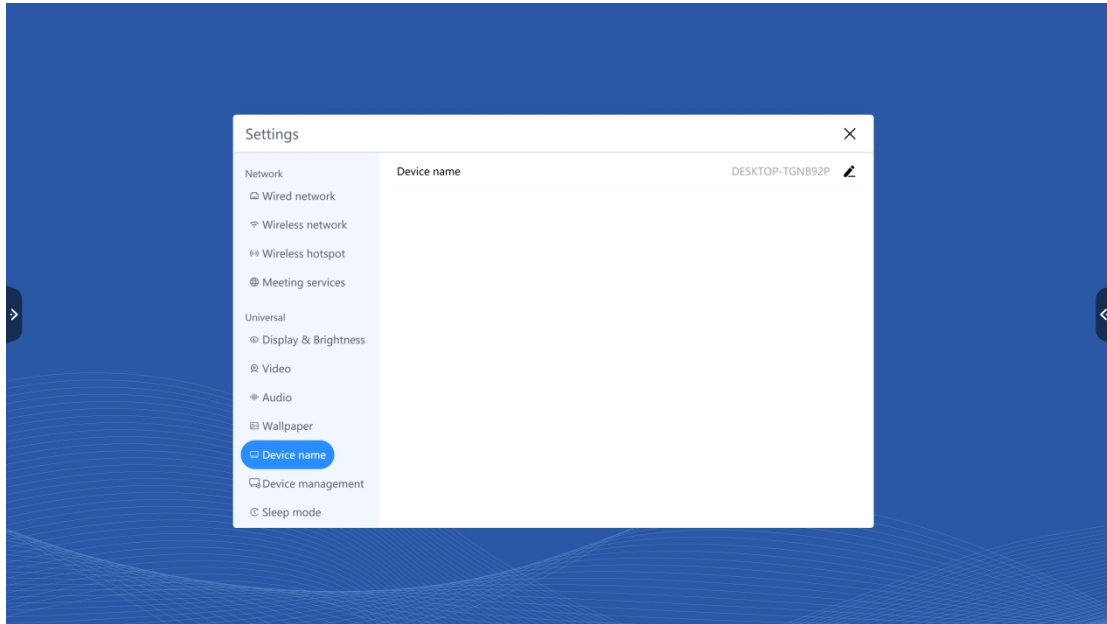 Settings
Network
Wired network
Wireless network
Wireless hotspot
Meeting services
Universal
Display & Brightness
Video
Audio
Wallpaper
Device name
Device management
Sleep mode
Device name DESKTOP-TGNB92P